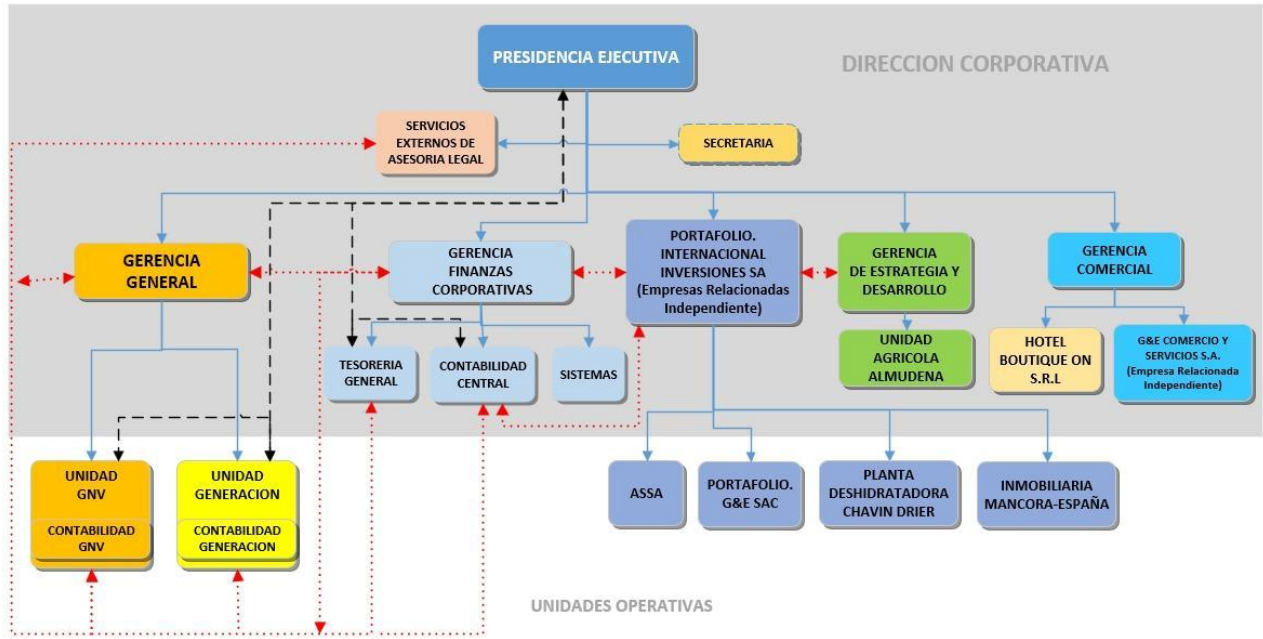 PRESIDENCIA EJECUTIVA
DIRECCION CORPORATIVA
SERVICIOS
EXTERNOS DE
ASESORIA LEGAL
SECRETARIA
GERENCIA
GENERAL
GERENCIA
FINANZAS
CORPORATIVAS
PORTAFOLIO.
INTERNACIONAL
INVERSIONES SA
(Empresas Relacionadas
Independiente)
GERENCIA
DE ESTRATEGIA Y
DESARROLLO
GERENCIA
COMERCIAL
TESORERIA
GENERAL
CONTABILIDAD
CENTRAL
SISTEMAS
UNIDAD
AGRICOLA
ALMUDENA
HOTEL
BOUTIQUE ON
S.R.L
G&E COMERCIO Y
SERVICIOS S.A.
(Empresa Relacionada
Independiente)
UNIDAD
GNV
CONTABILIDAD
GNV
UNIDAD
GENERACION
CONTABILIDAD
GENERACION
ASSA
PORTAFOLIO.
G&E SAC
PLANTA
DESHIDRATADORA
CHAVIN DRIER
INMOBILIARIA
MANCORA-ESPAÑA
UNIDADES OPERATIVAS